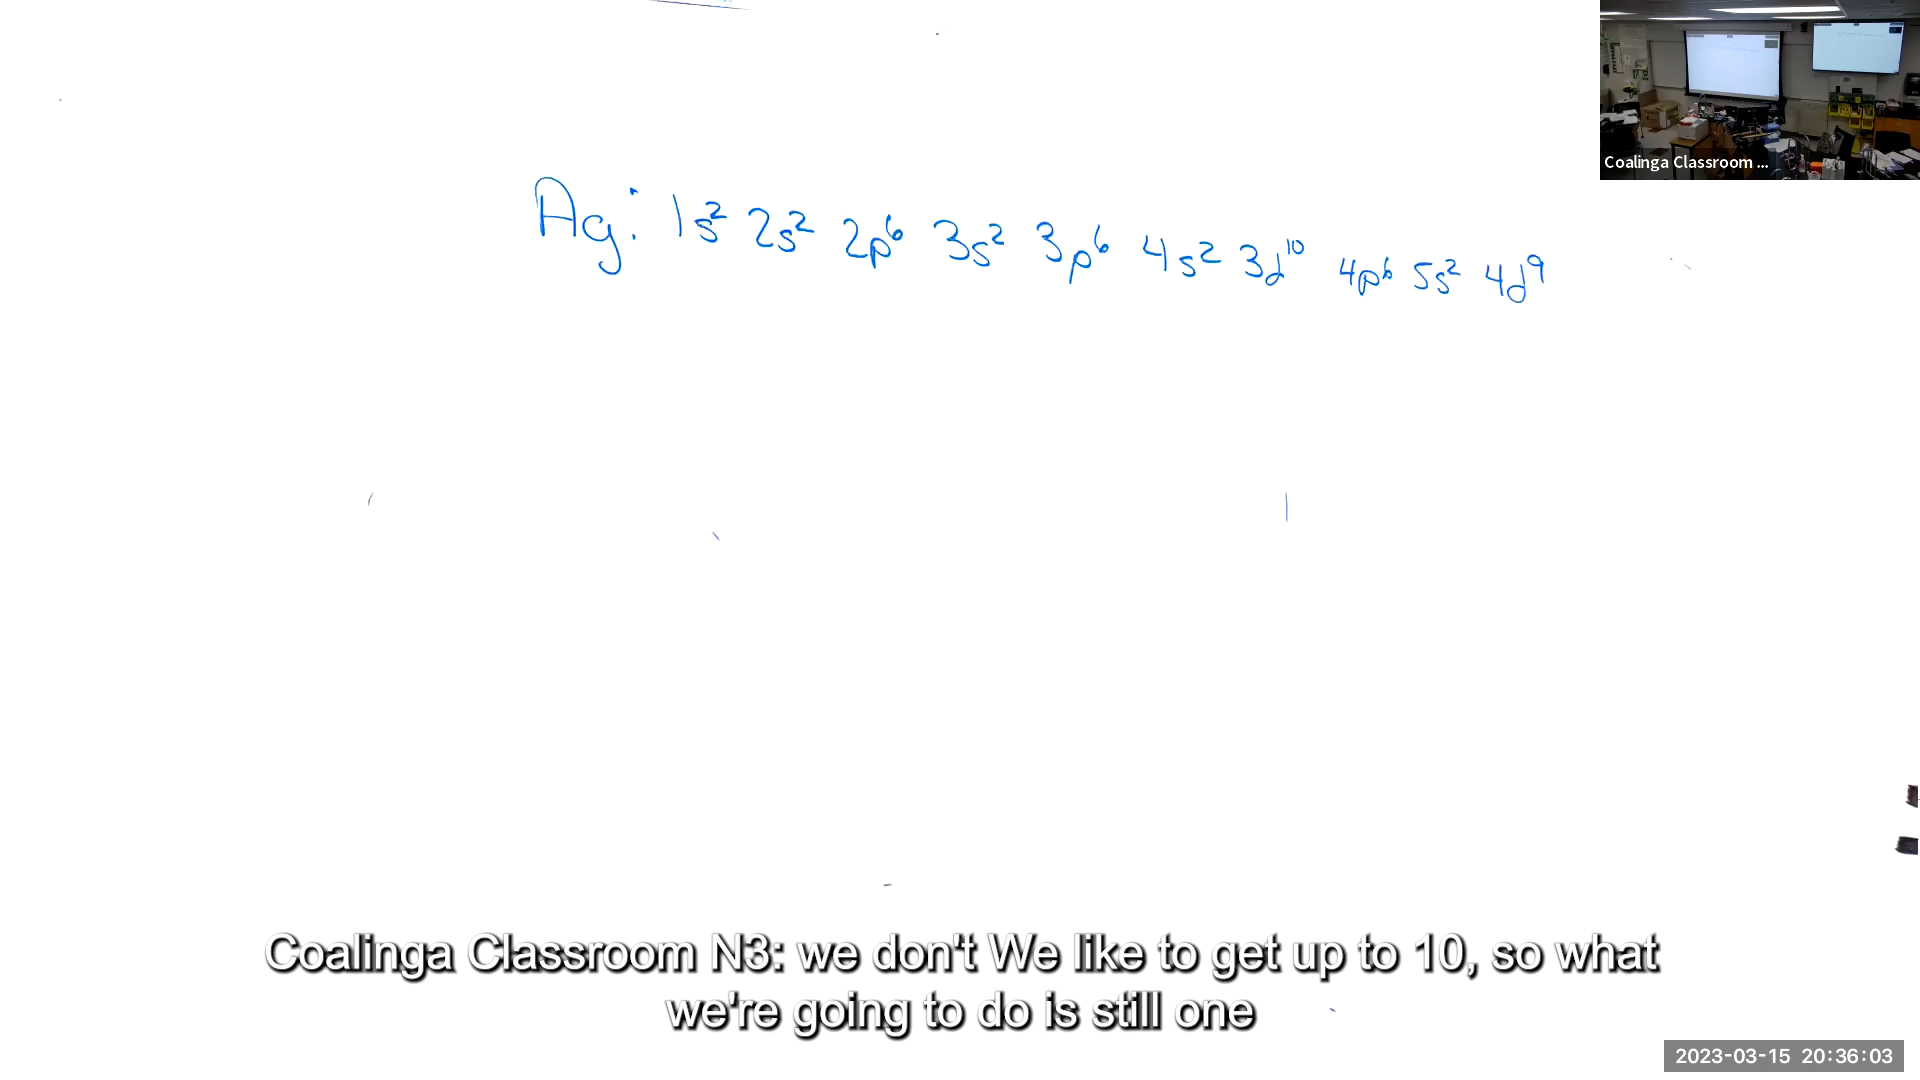 Coalinga Classroom ...
Ag: 1s² 2s² 2p⁶ 3s² 3p⁶ 4s² 3d¹⁰ 4p⁶ 5s² 4d⁹
Coalinga Classroom N3: we don't We like to get up to 10, so what
we're going to do is still one
2023-03-15 20:36:03